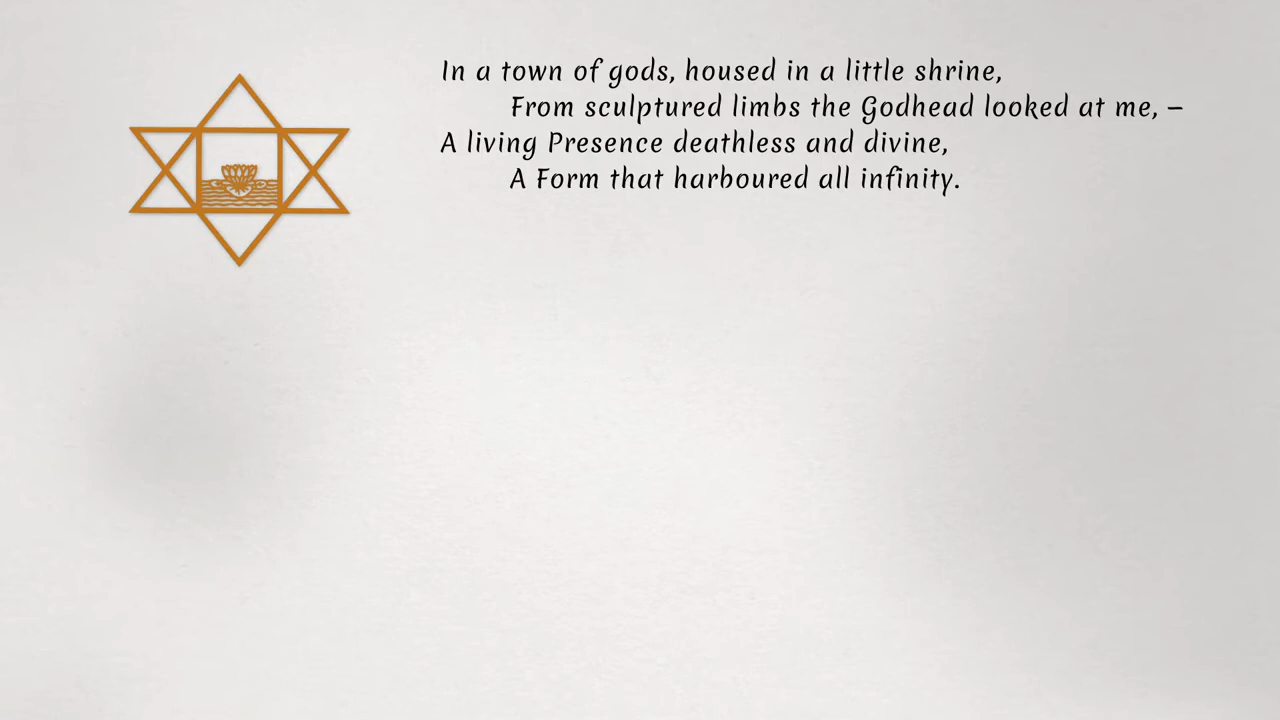 In a town of gods, housed in a little shrine,
From sculptured limbs the Godhead looked at me, –
A living Presence deathless and divine,
A Form that harboured all infinity.